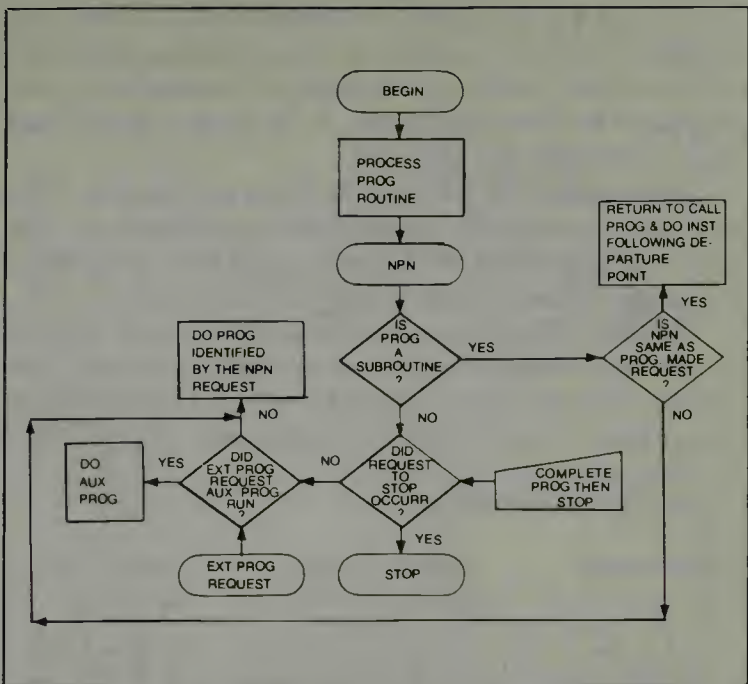 BEGIN
PROCESS
PROG
ROUTINE
NPN
IS
PROG
A
SUBROUTINE
?
YES
IS
NPN
SAME AS
PROG. MADE
REQUEST
?
YES
RETURN TO CALL
PROG & DO INST
FOLLOWING DE-
PARTURE
POINT
NO
NO
DID
REQUEST
TO
STOP
OCCURR
?
COMPLETE
PROG THEN
STOP
YES
STOP
NO
DID
EXT PROG
REQUEST
AUX PROG
RUN
?
EXT PROG
REQUEST
YES
DO
AUX
PROG
NO
DO PROG
IDENTIFIED
BY THE NPN
REQUEST